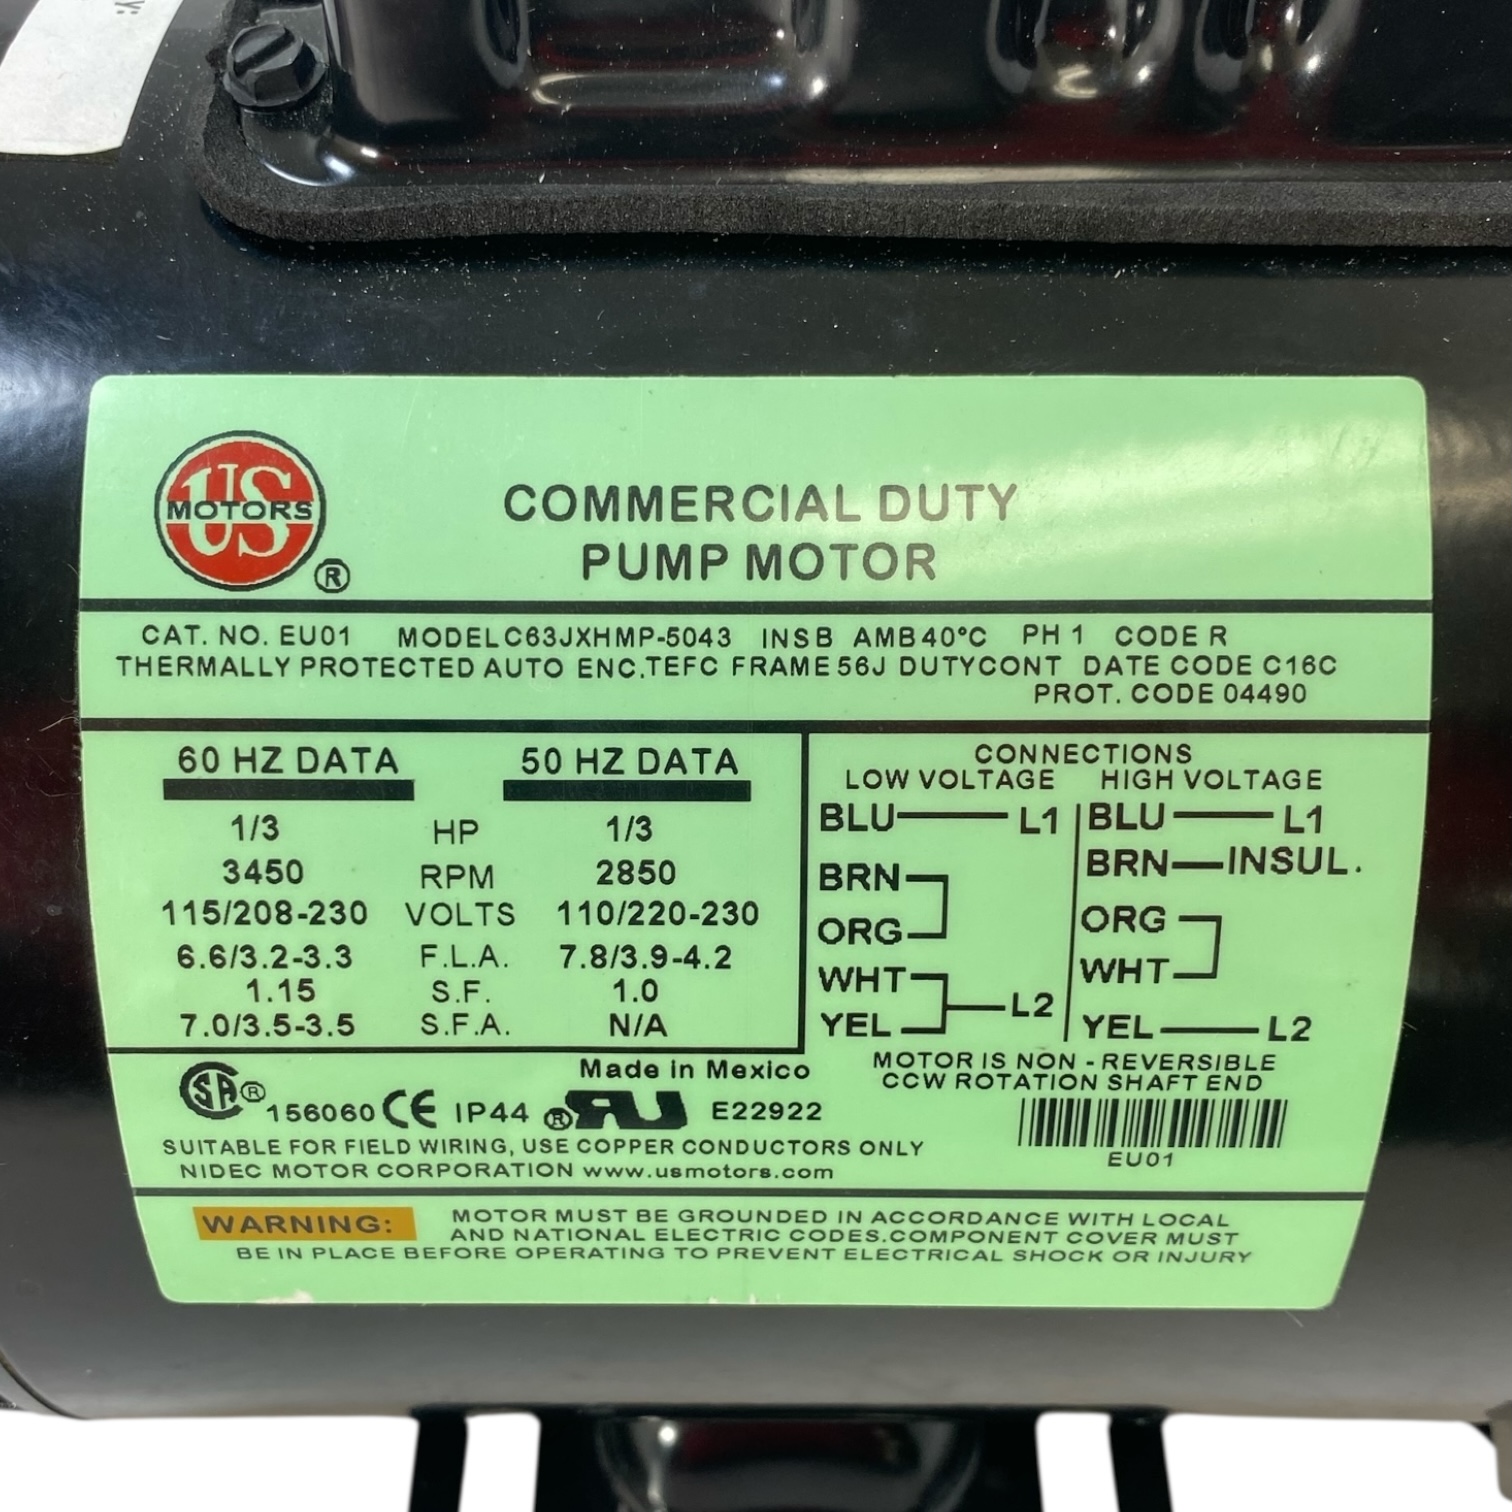 y:
US
MOTORS
®
COMMERCIAL DUTY
PUMP MOTOR
CAT. NO. EU01 MODEL C63JXHMP-5043 INS B AMB 40°C PH 1 CODE R
THERMALLY PROTECTED AUTO ENC. TEFC FRAME 56J DUTY CONT DATE CODE C16C
PROT. CODE 04490
60 HZ DATA 50 HZ DATA
1/3 HP 1/3
3450 RPM 2850
115/208-230 VOLTS 110/220-230
6.6/3.2-3.3 F.L.A. 7.8/3.9-4.2
1.15 S.F. 1.0
7.0/3.5-3.5 S.F.A. N/A
CONNECTIONS
LOW VOLTAGE HIGH VOLTAGE
BLU L1 BLU L1
BRN BRN INSUL.
ORG ORG
WHT WHT
L2
YEL YEL L2
MOTOR IS NON - REVERSIBLE
CCW ROTATION SHAFT END
EU01
Made in Mexico
SA ® 156060 CE IP44 ® RU E22922
SUITABLE FOR FIELD WIRING, USE COPPER CONDUCTORS ONLY
NIDEC MOTOR CORPORATION www.usmotors.com
WARNING: MOTOR MUST BE GROUNDED IN ACCORDANCE WITH LOCAL
AND NATIONAL ELECTRIC CODES.COMPONENT COVER MUST
BE IN PLACE BEFORE OPERATING TO PREVENT ELECTRICAL SHOCK OR INJURY